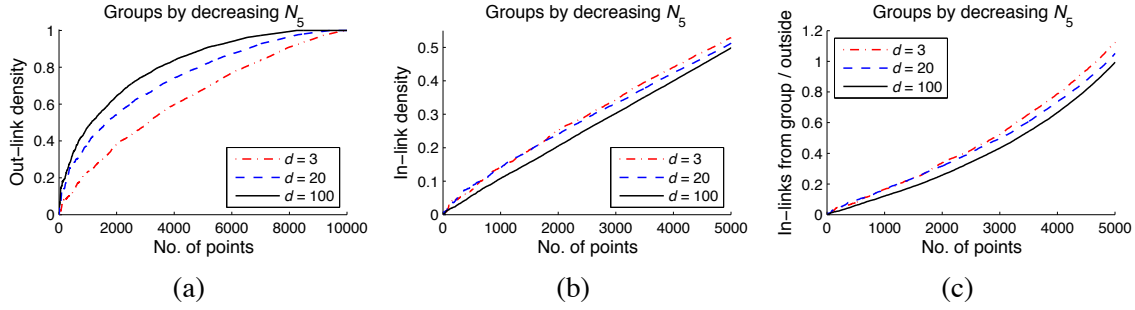 Groups by decreasing N5
Out-link density
1
0.8
0.6
0.4
0.2
0
0 2000 4000 6000 8000 10000
No. of points
d = 3
d = 20
d = 100
(a)
Groups by decreasing N5
In-link density
0.5
0.4
0.3
0.2
0.1
0
0 1000 2000 3000 4000 5000
No. of points
d = 3
d = 20
d = 100
(b)
Groups by decreasing N5
In-links from group / outside
1.2
1
0.8
0.6
0.4
0.2
0
0 1000 2000 3000 4000 5000
No. of points
d = 3
d = 20
d = 100
(c)